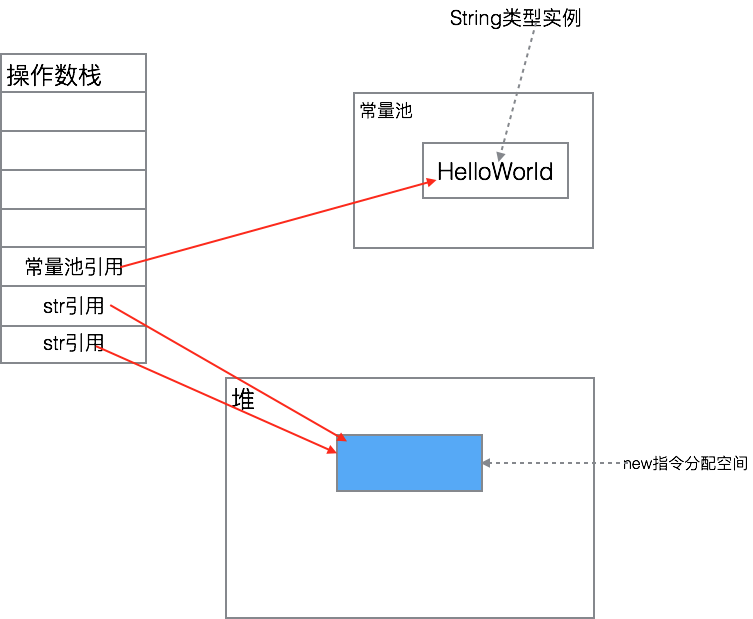 String类型实例
操作数栈
常量池
HelloWorld
常量池引用
str引用
str引用
堆
new指令分配空间